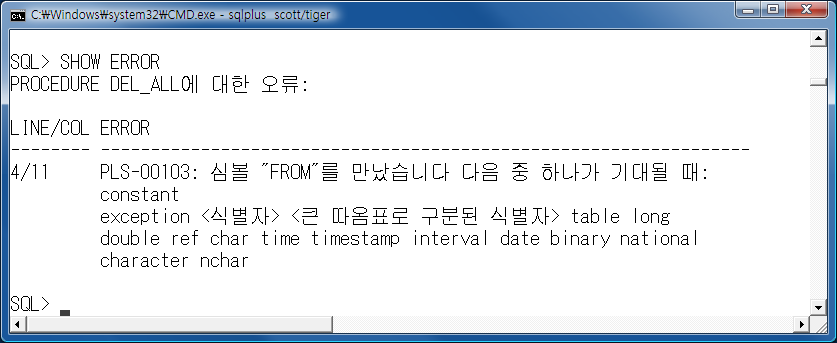 C:\Windows\system32\CMD.exe - sqlplus  scott/tiger
SQL> SHOW ERROR
PROCEDURE DEL_ALL에 대한 오류:
LINE/COL ERROR
-------- -----------------------------------------------------------------
4/11     PLS-00103: 심볼 "FROM"를 만났습니다 다음 중 하나가 기대될 때:
         constant
         exception <식별자> <큰 따옴표로 구분된 식별자> table long
         double ref char time timestamp interval date binary national
         character nchar
SQL>